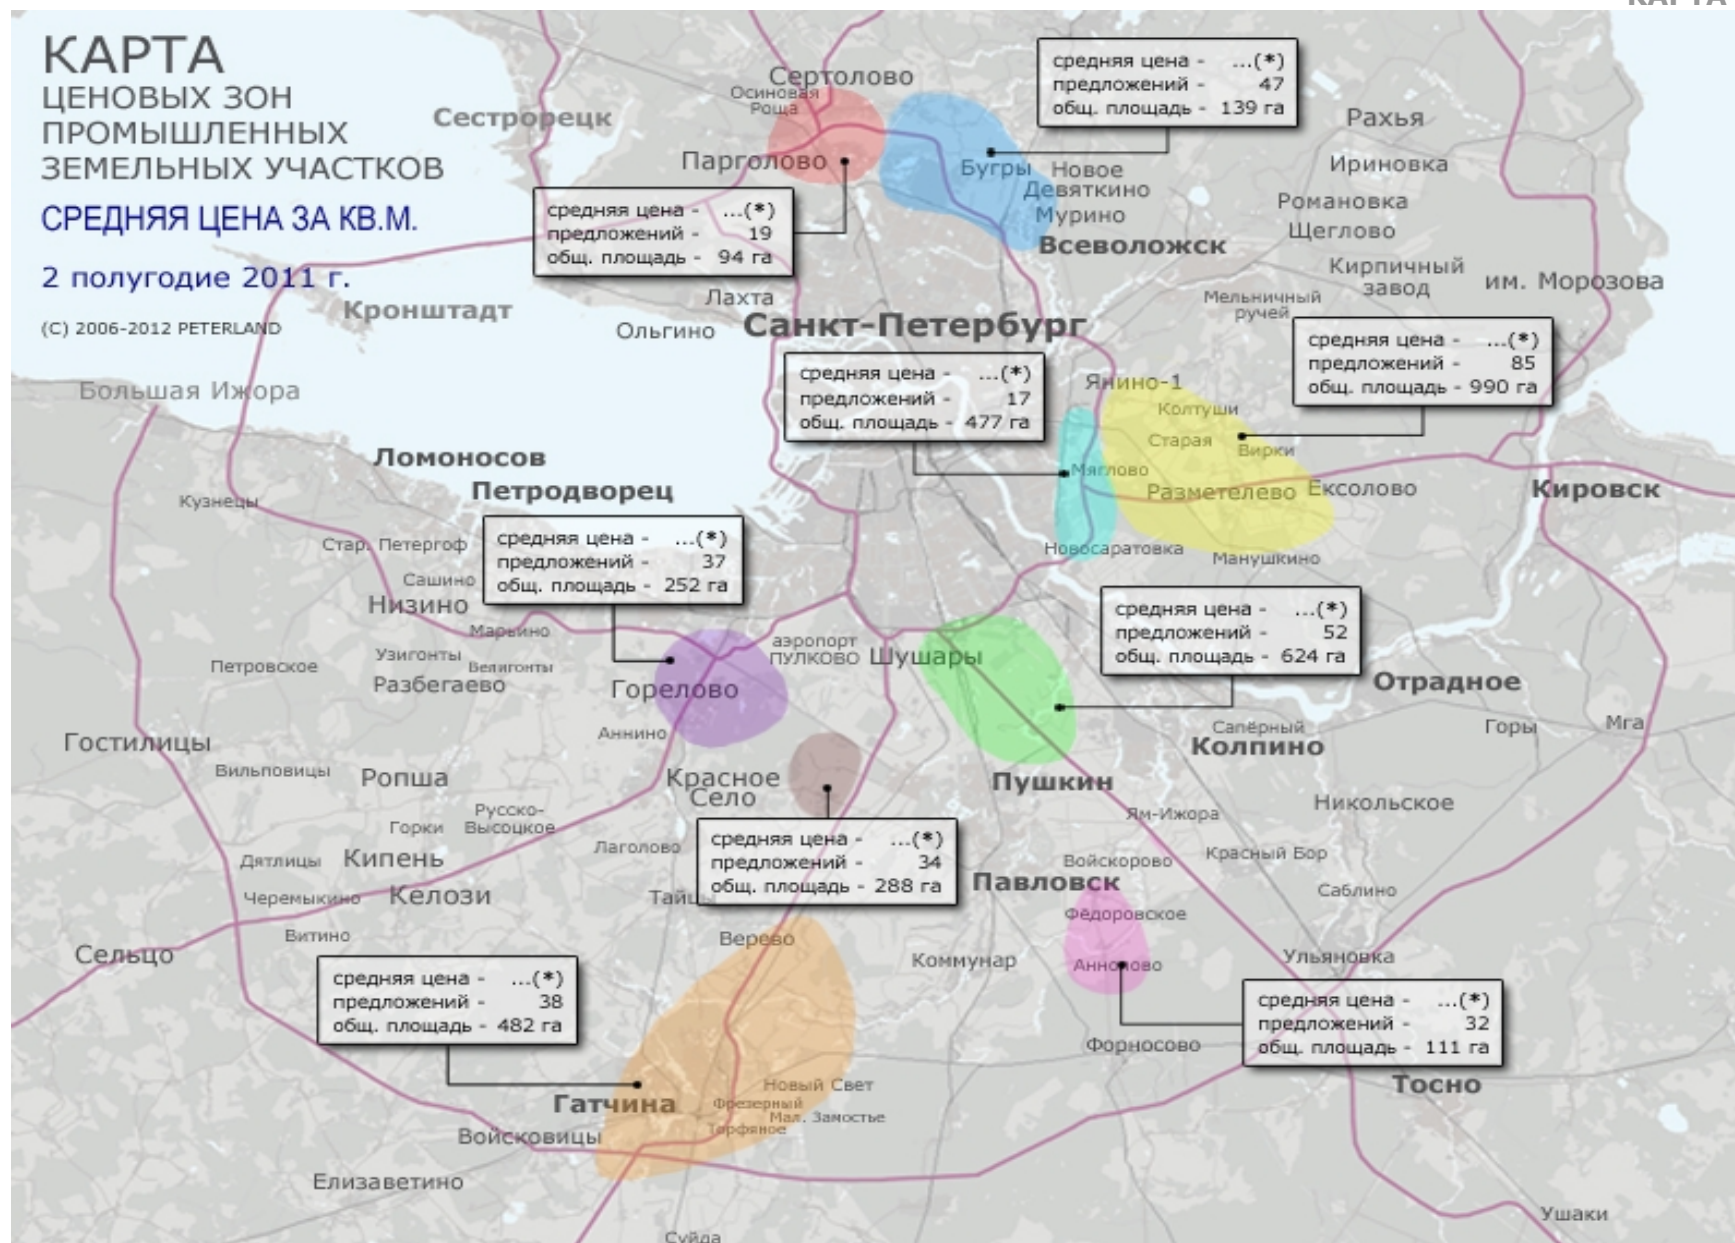 КАРТА
КАРТА
ЦЕНОВЫХ ЗОН
ПРОМЫШЛЕННЫХ
ЗЕМЕЛЬНЫХ УЧАСТКОВ
СРЕДНЯЯ ЦЕНА ЗА КВ.М.
2 полугодие 2011 г.
(C) 2006-2012 PETERLAND
средняя цена - ...(*)
предложений - 47
общ. площадь - 139 га
Сертолово
Осиновая
Роща
Сестрорецк
Парголово
Бугры
Новое
Девяткино
Мурино
Всеволожск
Рахья
Ириновка
Романовка
Щеглово
Кирпичный
завод
им. Морозова
Мельничный
ручей
средняя цена - ...(*)
предложений - 19
общ. площадь - 94 га
Лахта
Ольгино
Кронштадт
Санкт-Петербург
средняя цена - ...(*)
предложений - 85
общ. площадь - 990 га
средняя цена - ...(*)
предложений - 17
общ. площадь - 477 га
Янино-1
Колтуши
Старая
Вирки
Мяглово
Разметелево
Ексолово
Кировск
Новосаратовка
Манушкино
Большая Ижора
Ломоносов
Петродворец
Кузнецы
Стар. Петергоф
Сашино
Низино
Марьино
средняя цена - ...(*)
предложений - 37
общ. площадь - 252 га
Узигонты
Велигонты
Петровское
Разбегаево
Горелово
аэропорт
ПУЛКОВО
Шушары
средняя цена - ...(*)
предложений - 52
общ. площадь - 624 га
Отрадное
Сапёрный
Колпино
Горы
Мга
Аннино
Гостилицы
Вильповицы
Ропша
Красное
Село
Пушкин
Никольское
Ям-Ижора
Русско-
Высоцкое
Горки
Лаголово
Дятлицы
Кипень
средняя цена - ...(*)
предложений - 34
общ. площадь - 288 га
Войскорово
Красный Бор
Павловск
Саблино
Черемыкино
Келози
Тайцы
Фёдоровское
Витино
Верево
Сельцо
Коммунар
Аннолово
Ульяновка
средняя цена - ...(*)
предложений - 38
общ. площадь - 482 га
средняя цена - ...(*)
предложений - 32
общ. площадь - 111 га
Форносово
Тосно
Новый Свет
Гатчина
Фрезерный
Мал. Замостье
Торфяное
Войсковицы
Елизаветино
Ушаки
Суйда